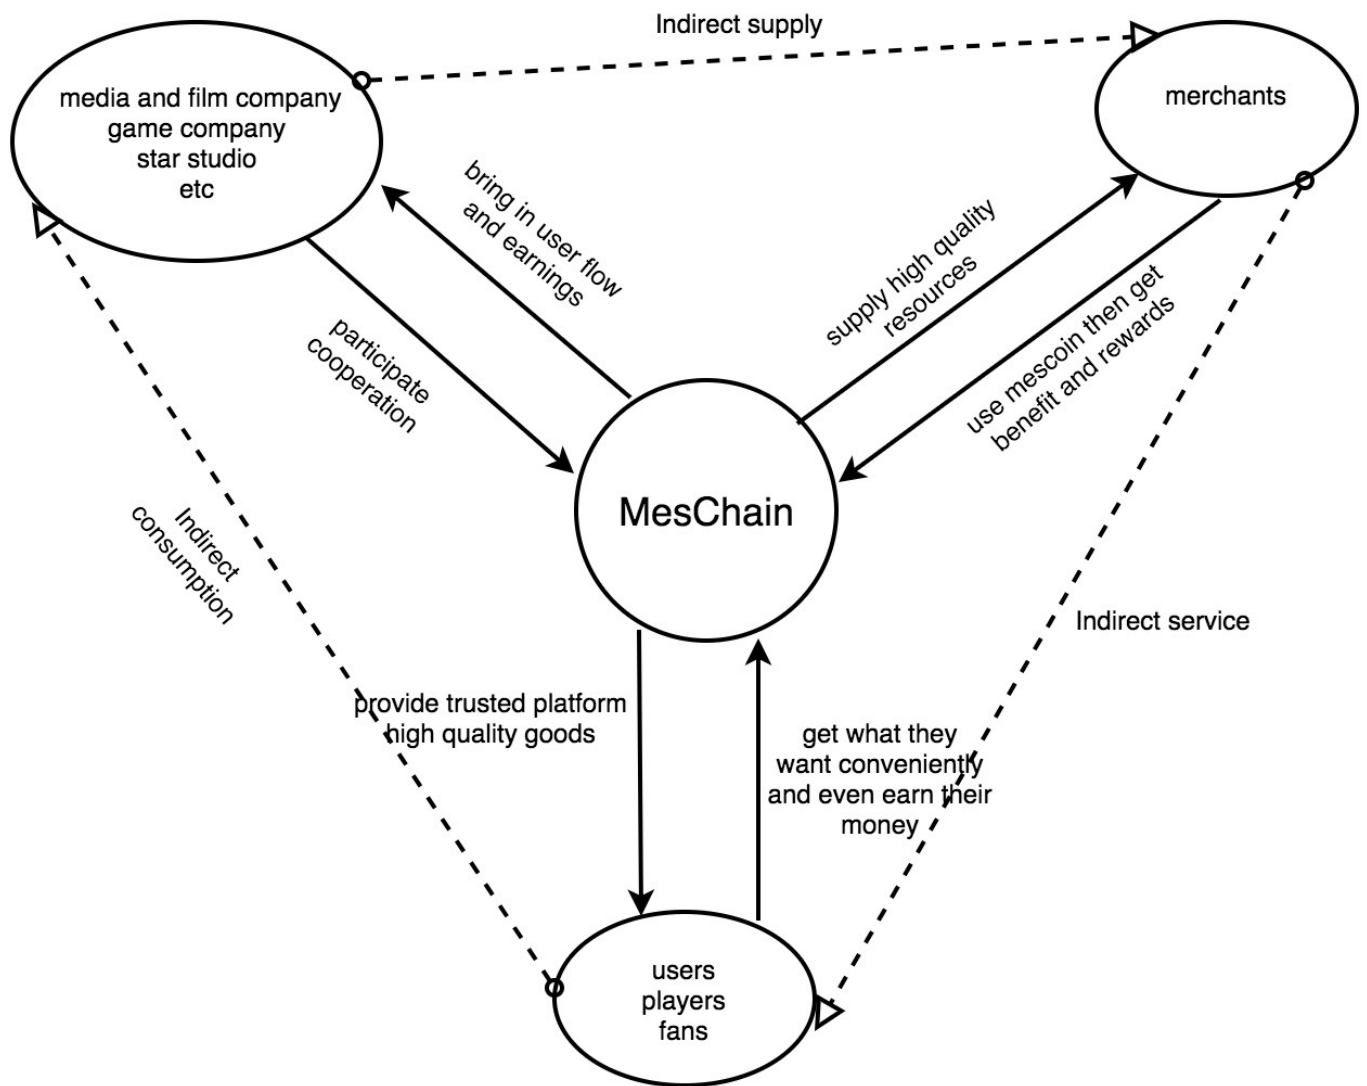 Indirect supply
media and film company
game company
star studio
etc
merchants
bring in user flow
and earnings
supply high quality
resources
participate
cooperation
use mescoin then get
benefit and rewards
MesChain
Indirect
consumption
Indirect service
provide trusted platform
high quality goods
get what they
want conveniently
and even earn their
money
users
players
fans